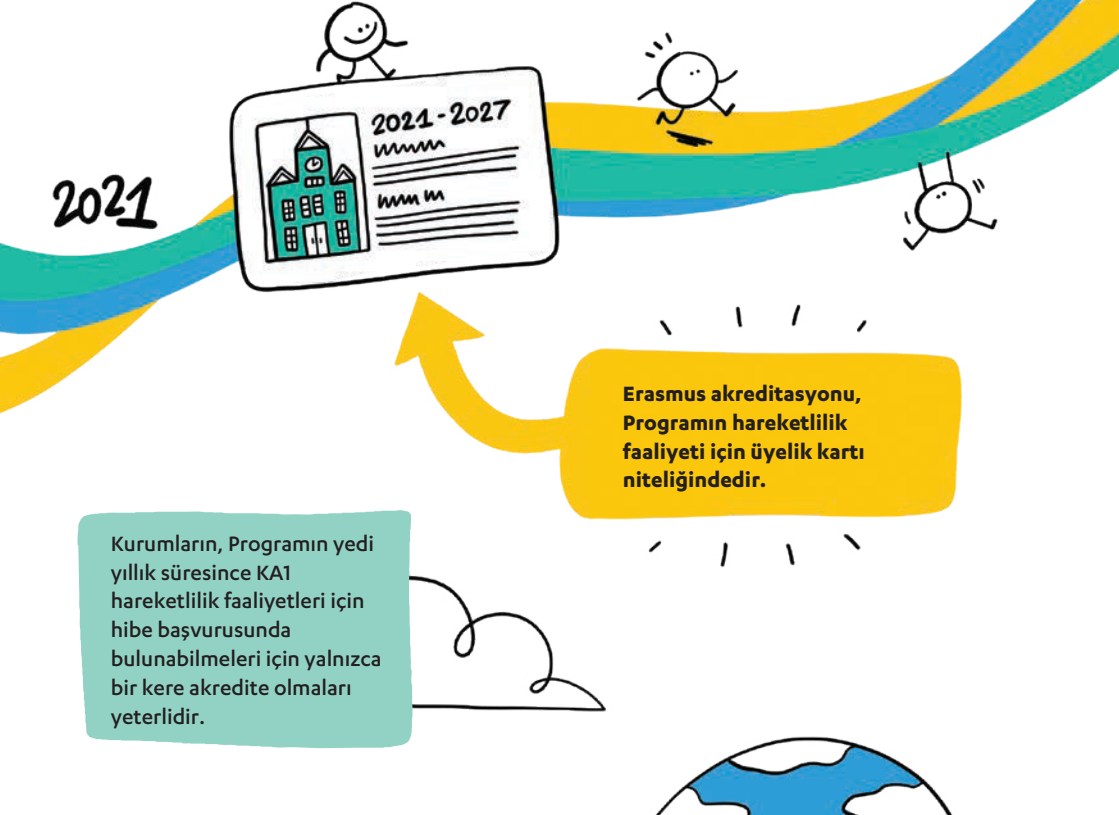 2021 - 2027
2021
Erasmus akreditasyonu,
Programın hareketlilik
faaliyeti için üyelik kartı
niteliğindedir.
Kurumların, Programın yedi
yıllık süresince KA1
hareketlilik faaliyetleri için
hibe başvurusunda
bulunabilmeleri için yalnızca
bir kere akredite olmaları
yeterlidir.